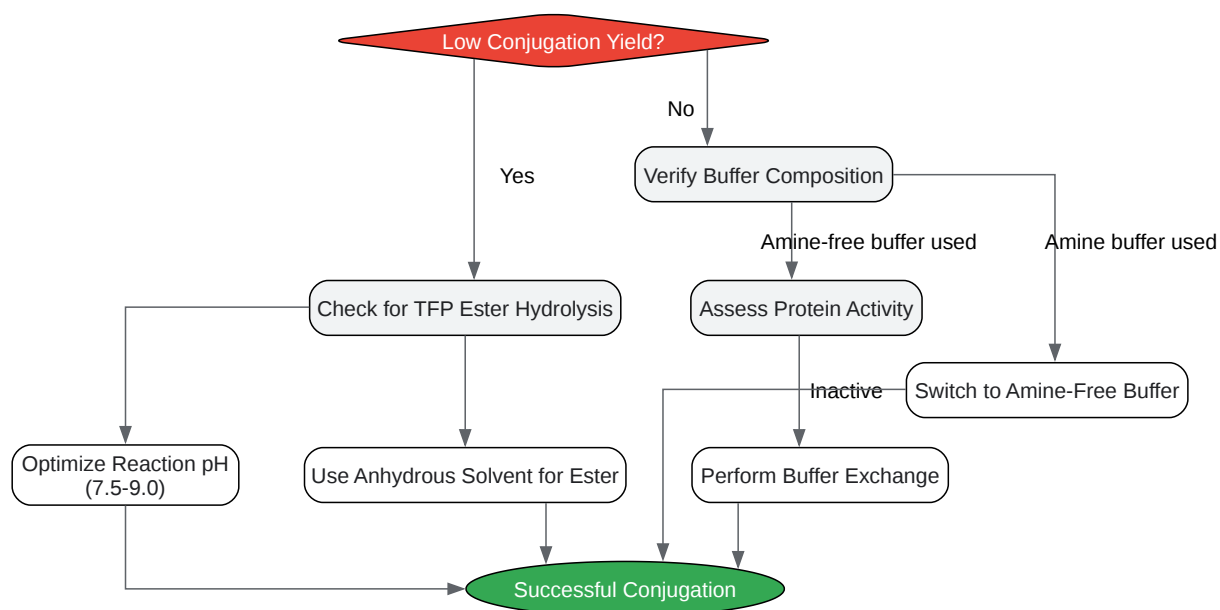 Low Conjugation Yield?
No
Yes
Verify Buffer Composition
Amine-free buffer used
Amine buffer used
Check for TFP Ester Hydrolysis
Assess Protein Activity
Inactive
Switch to Amine-Free Buffer
Optimize Reaction pH
(7.5-9.0)
Use Anhydrous Solvent for Ester
Perform Buffer Exchange
Successful Conjugation